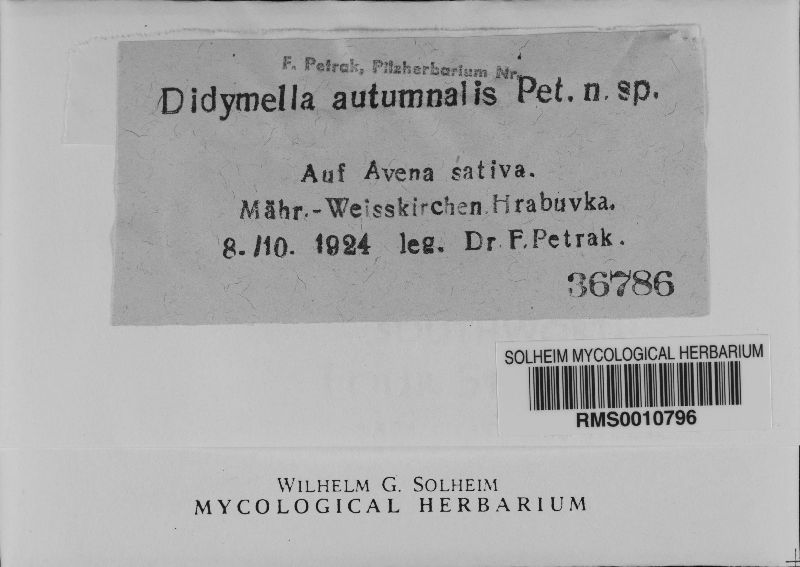 F. Petrak, Pilzherbarium Nr.
Didymella autumnalis Pet. n. sp.
Auf Avena sativa.
Mähr.-Weisskirchen. Hrabuvka.
8./10. 1924 leg. Dr. F. Petrak.
36786
SOLHEIM MYCOLOGICAL HERBARIUM
RMS0010796
WILHELM G. SOLHEIM
MYCOLOGICAL HERBARIUM